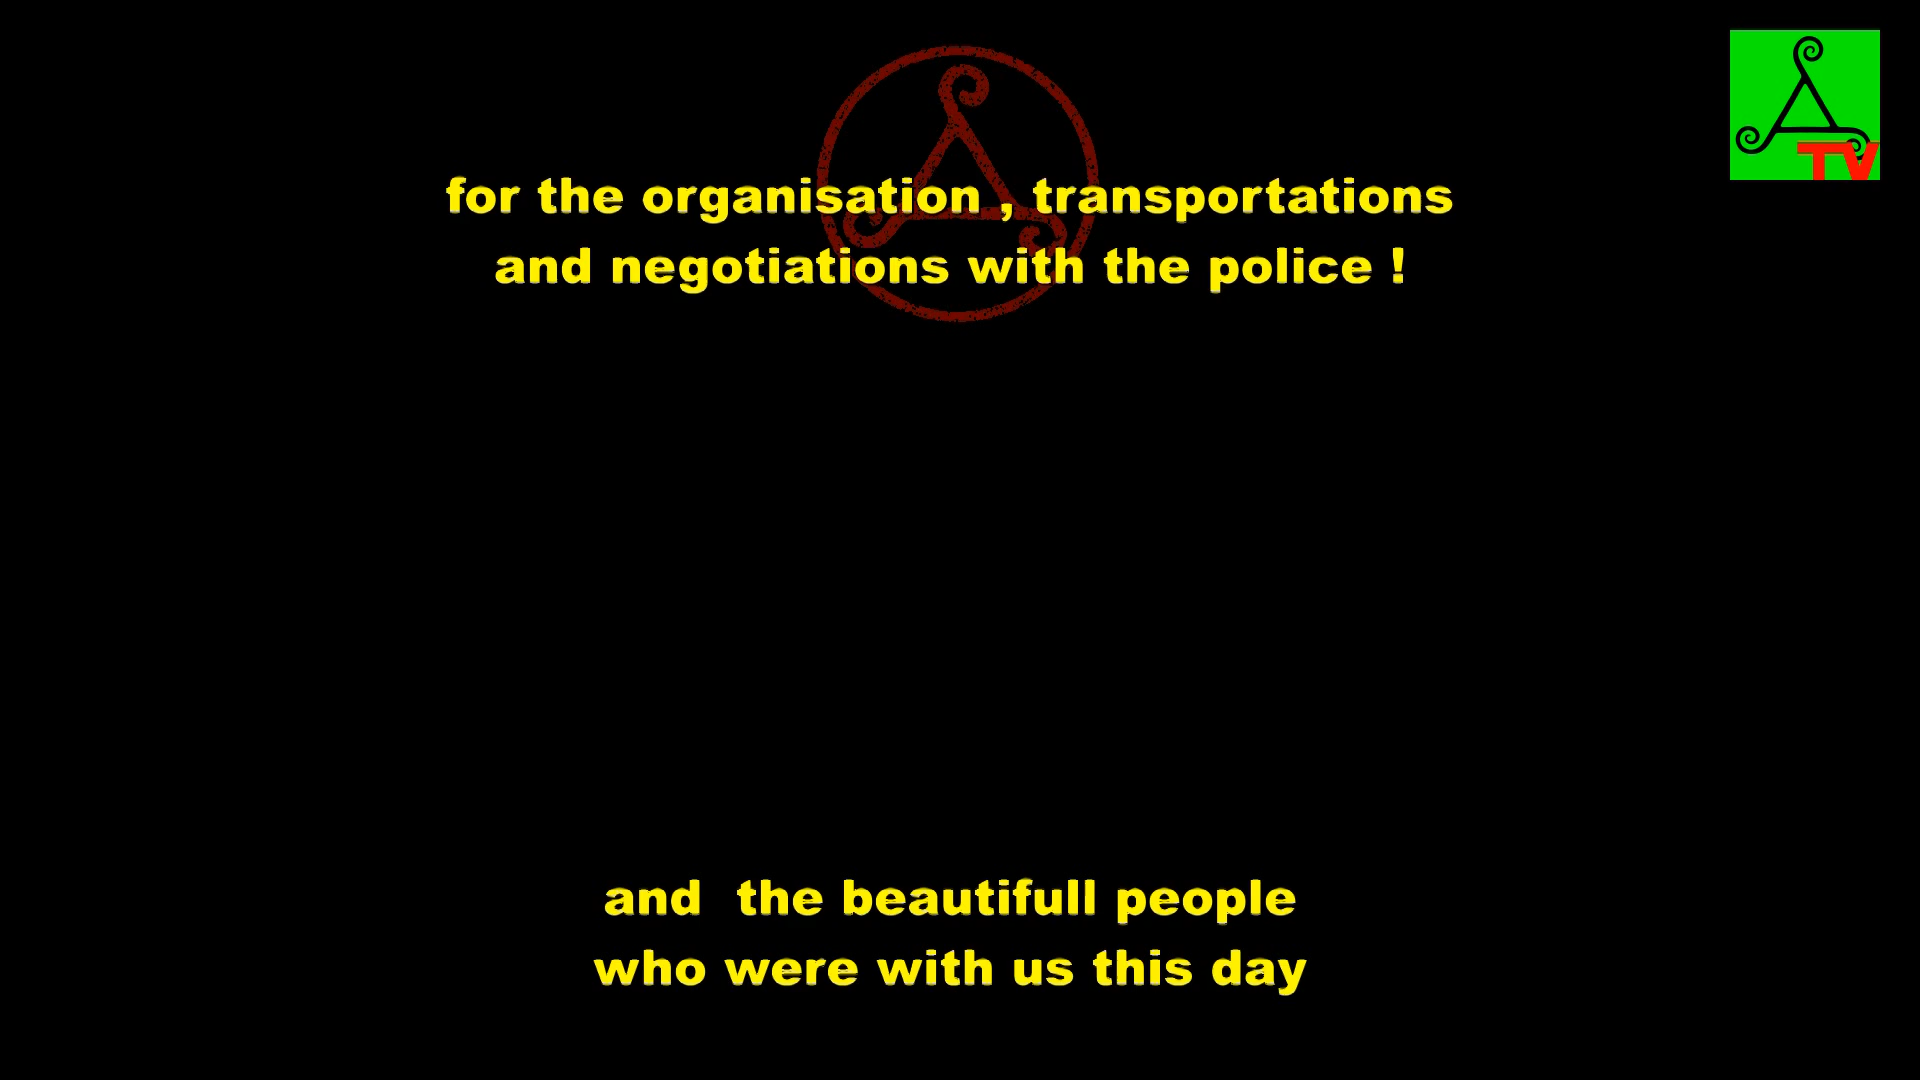 TV
for the organisation , transportations
and negotiations with the police !
and  the beautifull people
who were with us this day